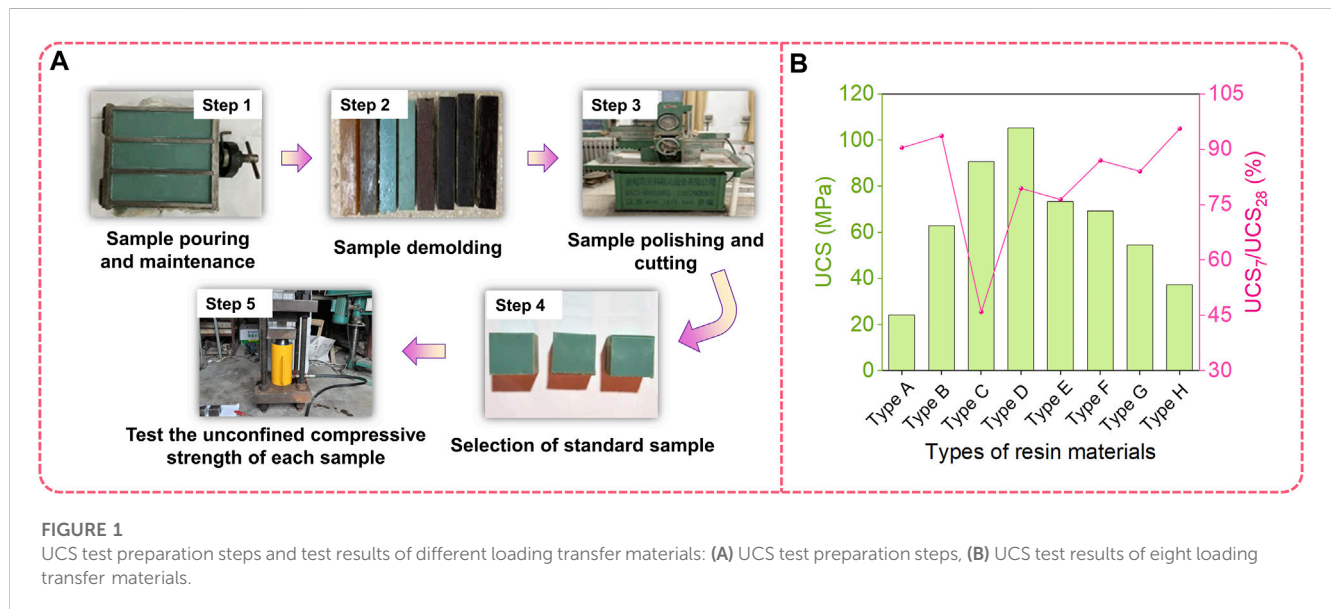 A
Step 1
Step 2
Step 3
Sample pouring
and maintenance
Sample demolding
Sample polishing and
cutting
Step 5
Step 4
Test the unconfined compressive
strength of each sample
Selection of standard sample
B
UCS (MPa)
120
100
80
60
40
20
0
UCS₇/UCS₂₈ (%)
105
90
75
60
45
30
Type A
Type B
Type C
Type D
Type E
Type F
Type G
Type H
Types of resin materials
FIGURE 1
UCS test preparation steps and test results of different loading transfer materials: (A) UCS test preparation steps, (B) UCS test results of eight loading
transfer materials.